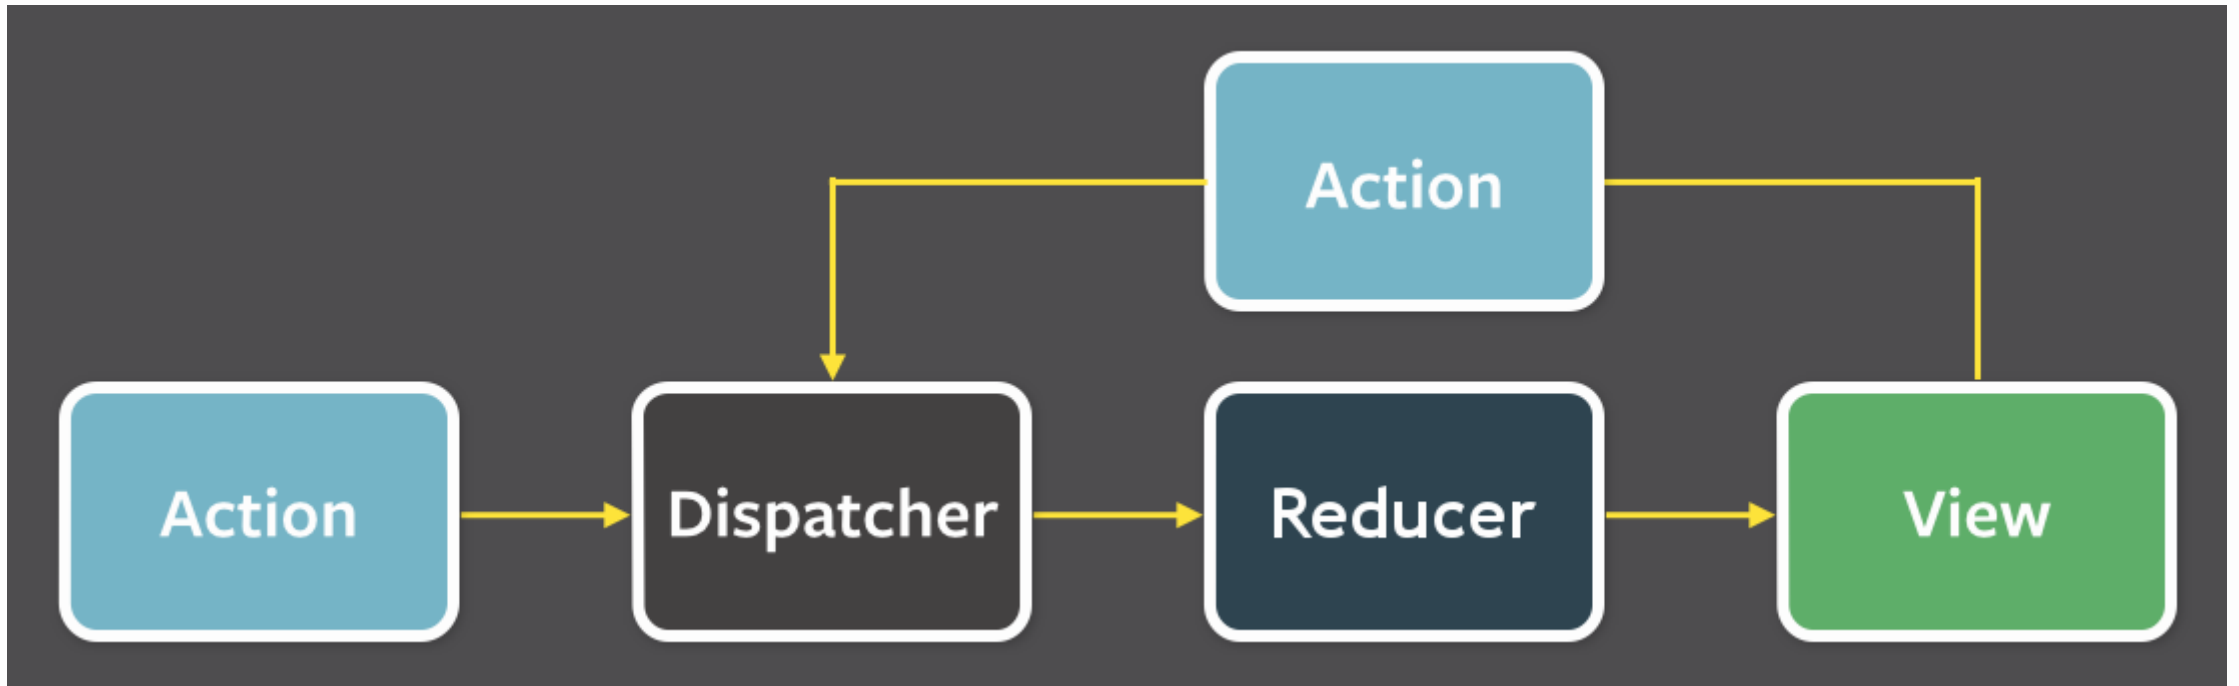 Action
Action
Dispatcher
Reducer
View